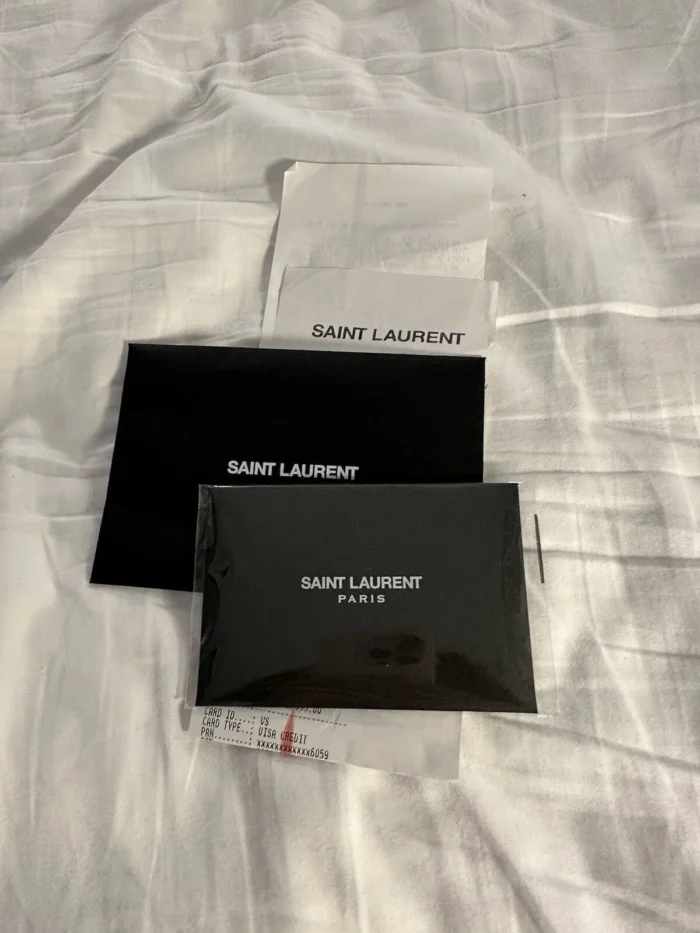 SAINT LAURENT
SAINT LAURENT
SAINT LAURENT
PARIS
CARD ID....: VS
CARD TYPE..: VISA CREDIT
PAN........: XXXXXXXXXXXX6059